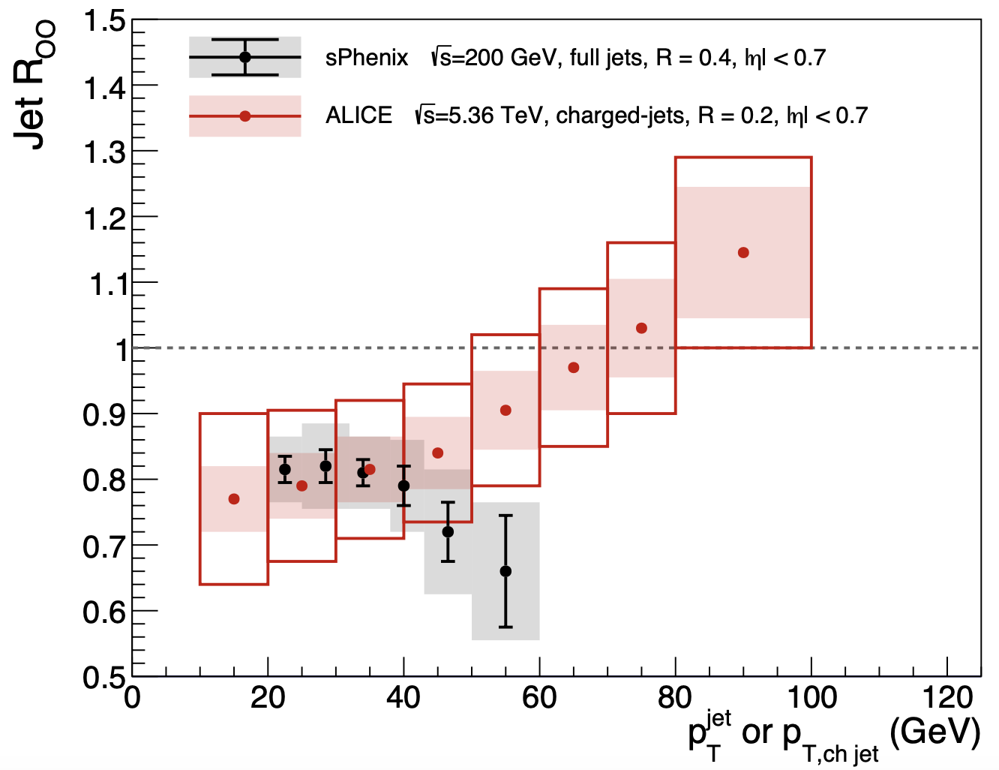 Jet R_OO
1.5
1.4
1.3
1.2
1.1
1
0.9
0.8
0.7
0.6
0.5
sPhenix √s=200 GeV, full jets, R = 0.4, |η| < 0.7
ALICE √s=5.36 TeV, charged-jets, R = 0.2, |η| < 0.7
0 20 40 60 80 100 120
p_T^jet or p_T,ch jet (GeV)